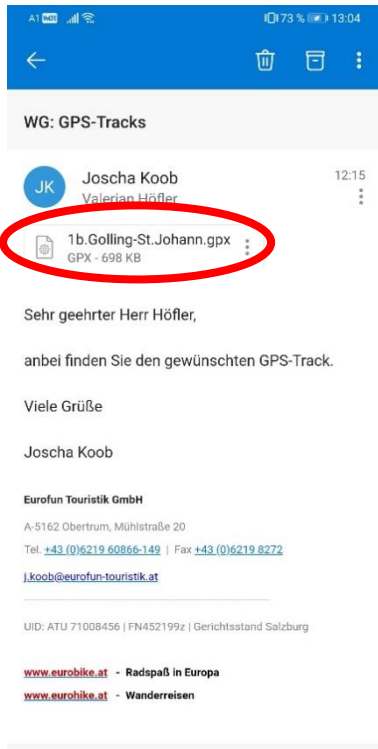 A1 VoLTE 73 % 13:04
WG: GPS-Tracks
JK Joscha Koob 12:15
Valerian Höfler
1b.Golling-St.Johann.gpx
GPX - 698 KB
Sehr geehrter Herr Höfler,
anbei finden Sie den gewünschten GPS-Track.
Viele Grüße
Joscha Koob
Eurofun Touristik GmbH
A-5162 Obertrum, Mühlstraße 20
Tel. +43 (0)6219 60866-149 | Fax +43 (0)6219 8272
j.koob@eurofun-touristik.at
UID: ATU 71008456 | FN452199z | Gerichtsstand Salzburg
www.eurobike.at - Radspaß in Europa
www.eurohike.at - Wanderreisen